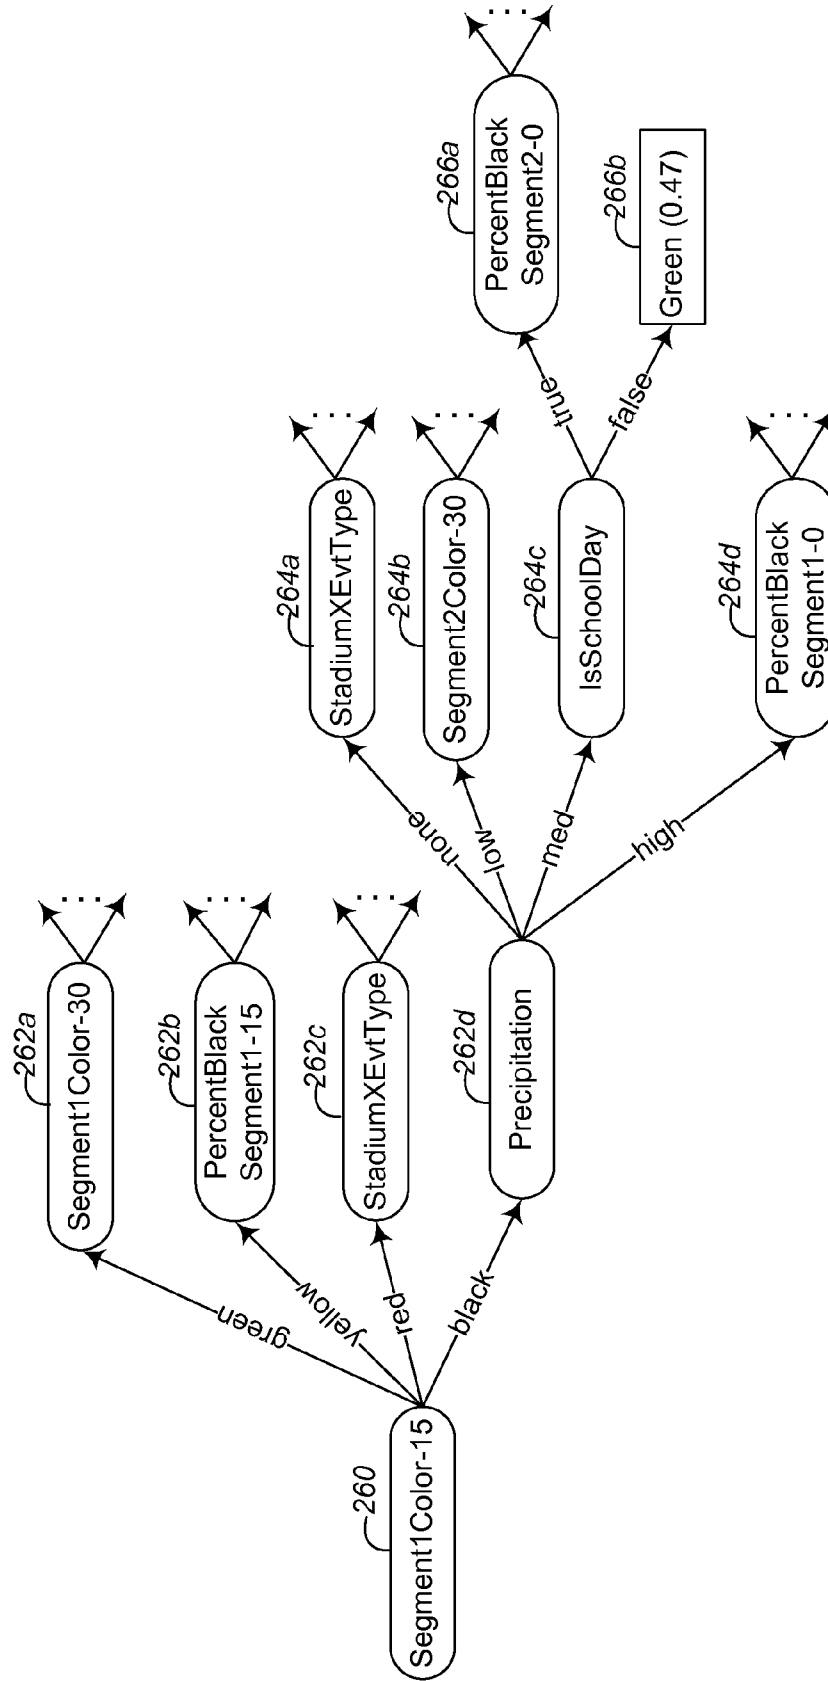 260
Segment1Color-15
green
yellow
red
black
262a
Segment1Color-30
...
262b
PercentBlack
Segment1-15
...
262c
StadiumXEvtType
...
262d
Precipitation
none
low
med
high
264a
StadiumXEvtType
...
264b
Segment2Color-30
...
264c
IsSchoolDay
true
false
264d
PercentBlack
Segment1-0
...
266a
PercentBlack
Segment2-0
...
266b
Green (0.47)